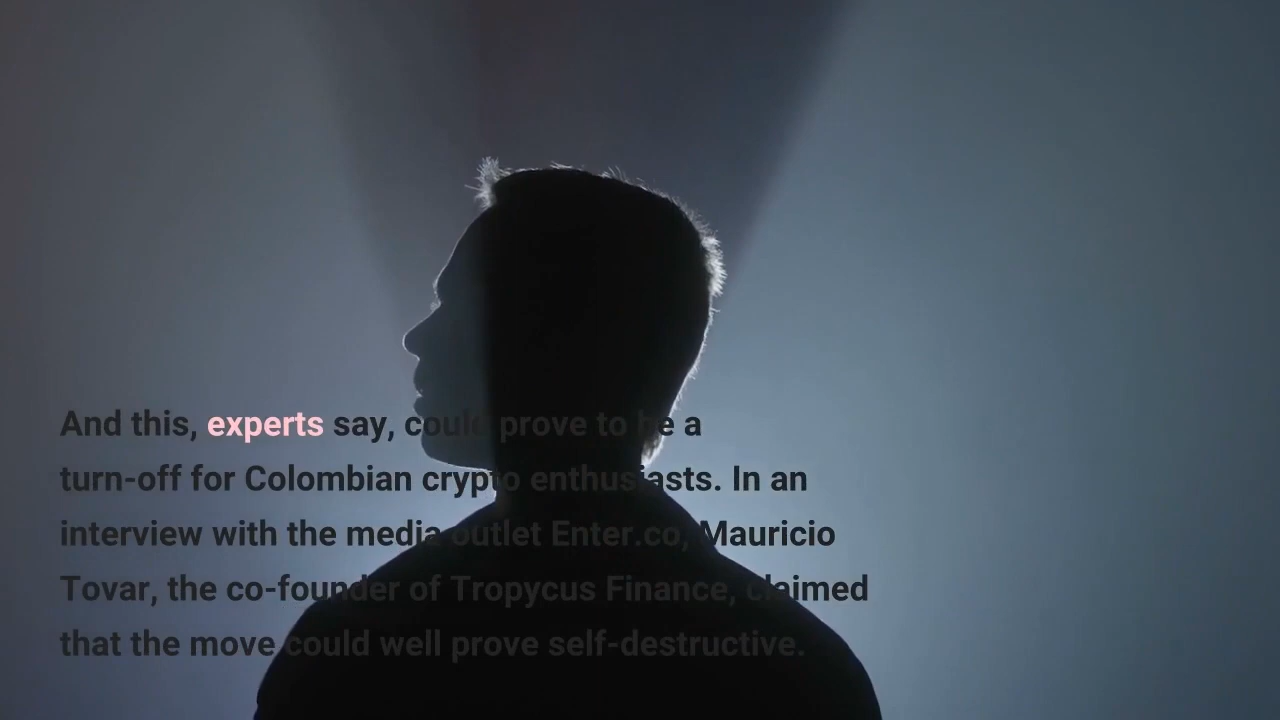 And this, experts say, could prove to be a
turn-off for Colombian crypto enthusiasts. In an
interview with the media outlet Enter.co, Mauricio
Tovar, the co-founder of Tropycus Finance, claimed
that the move could well prove self-destructive.